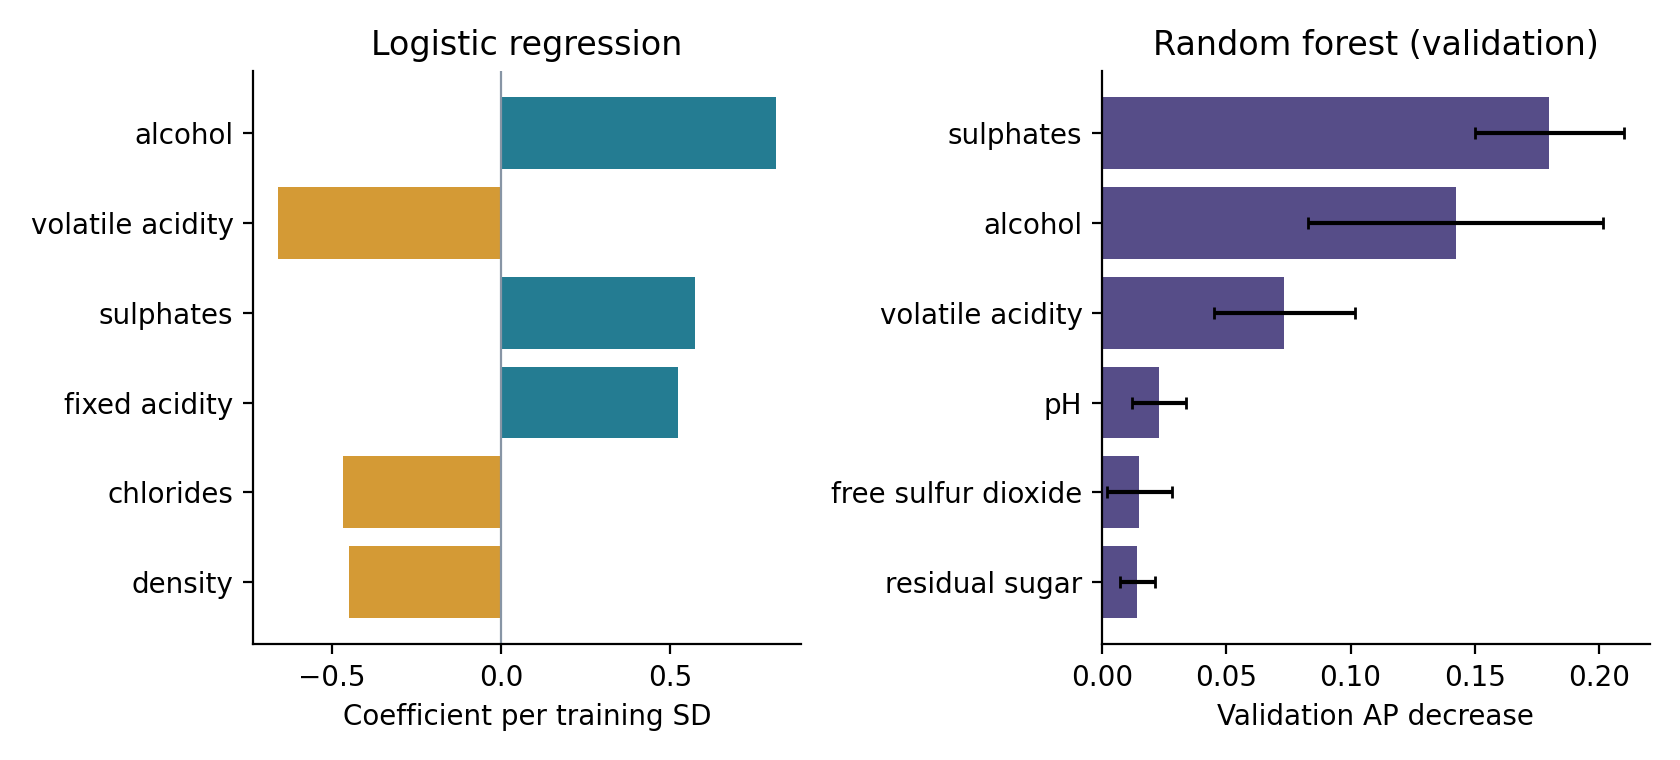 Logistic regression
alcohol
volatile acidity
sulphates
fixed acidity
chlorides
density
−0.5 0.0 0.5
Coefficient per training SD
Random forest (validation)
sulphates
alcohol
volatile acidity
pH
free sulfur dioxide
residual sugar
0.00 0.05 0.10 0.15 0.20
Validation AP decrease